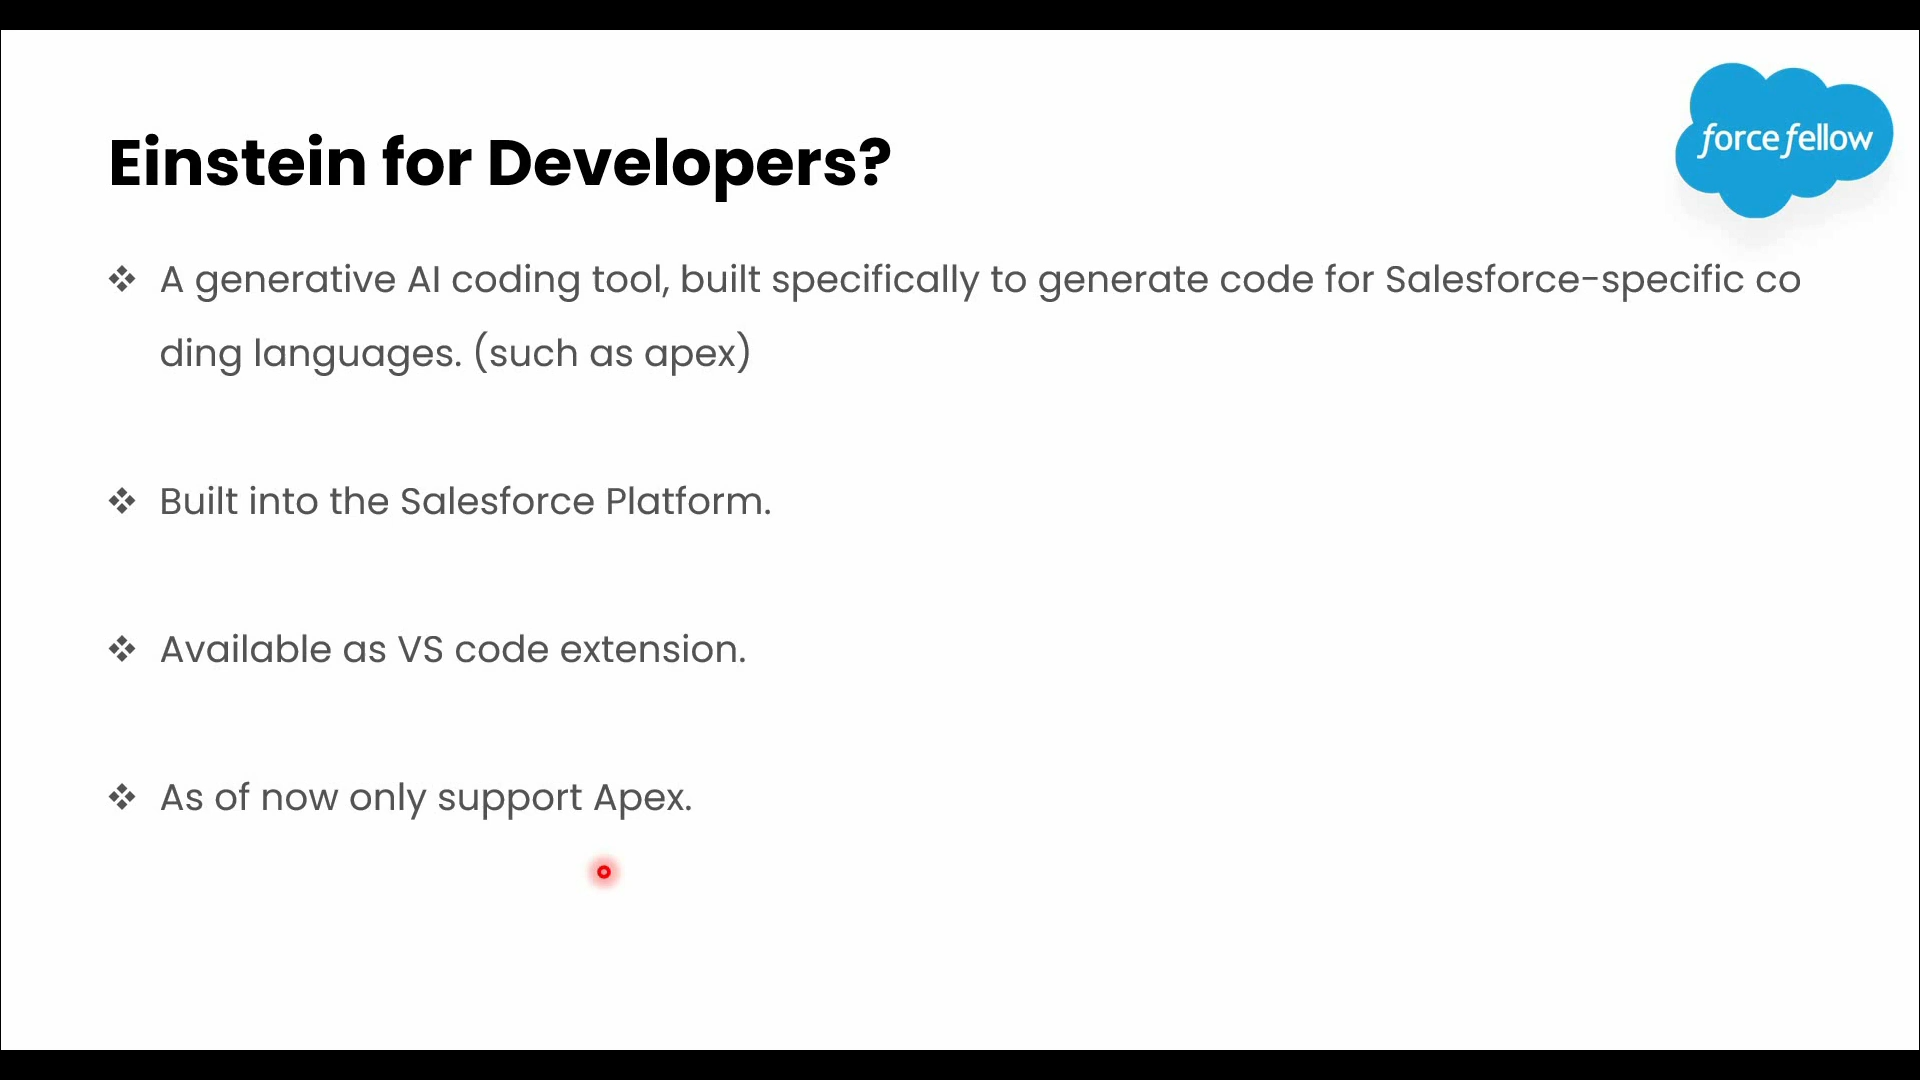 force fellow
Einstein for Developers?
❖ A generative AI coding tool, built specifically to generate code for Salesforce-specific co
ding languages. (such as apex)
❖ Built into the Salesforce Platform.
❖ Available as VS code extension.
❖ As of now only support Apex.